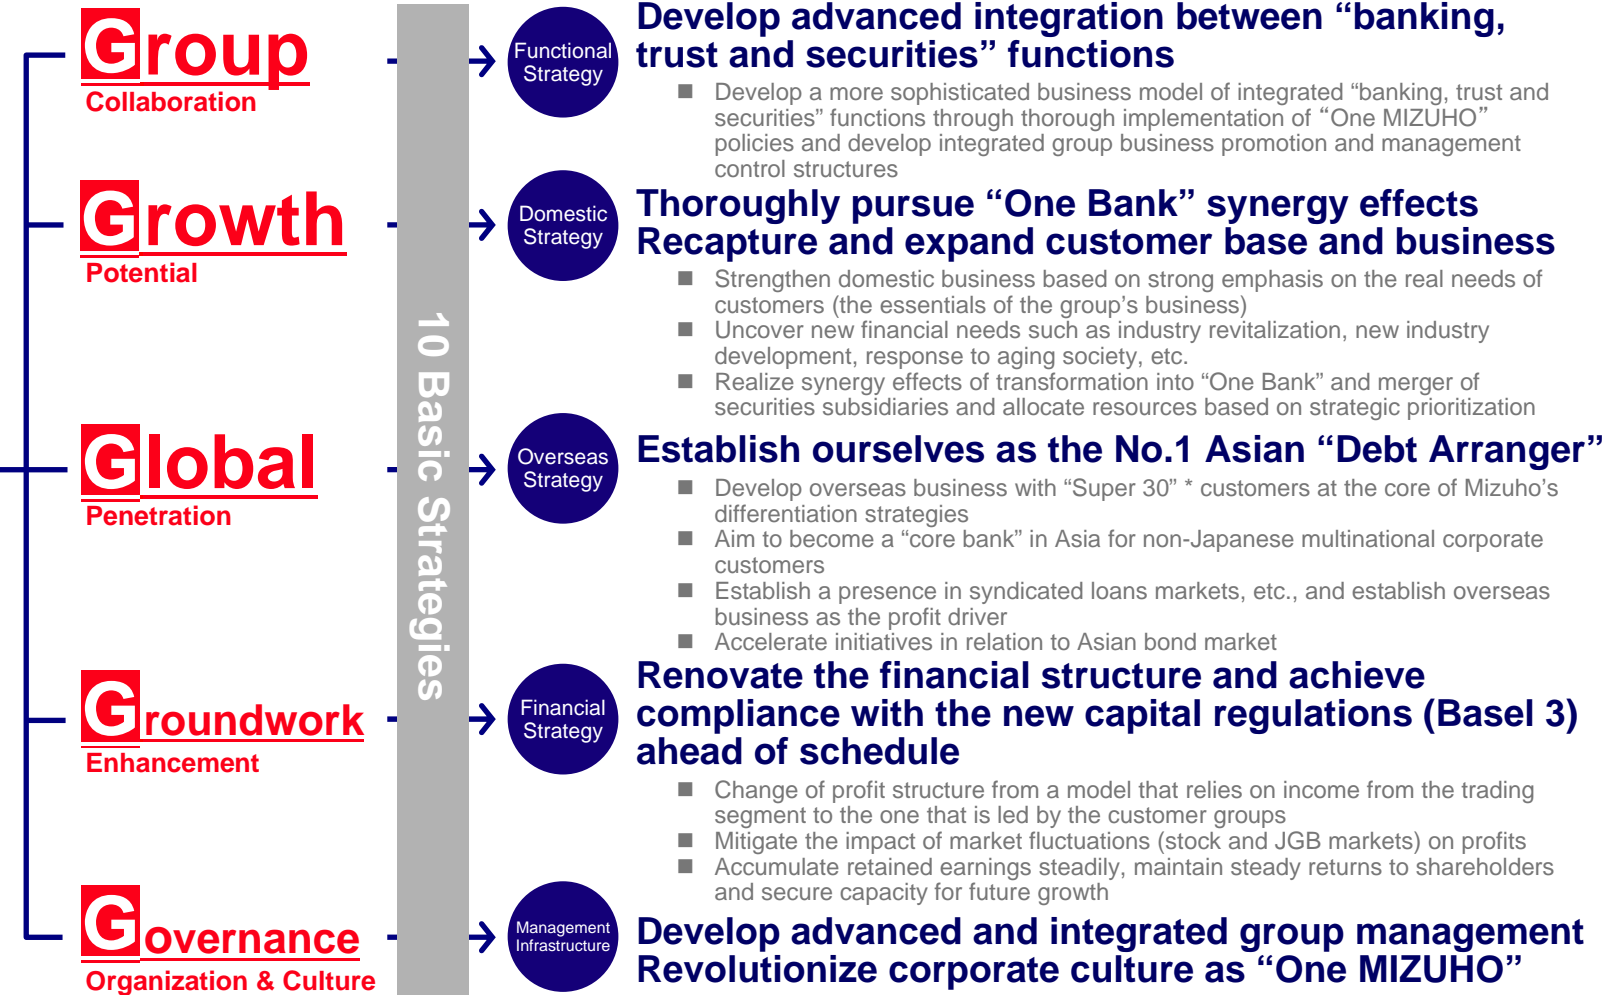 Group
Collaboration
Functional
Strategy
Develop advanced integration between “banking,
trust and securities” functions
■ Develop a more sophisticated business model of integrated “banking, trust and
securities” functions through thorough implementation of “One MIZUHO”
policies and develop integrated group business promotion and management
control structures
Growth
Potential
Domestic
Strategy
Thoroughly pursue “One Bank” synergy effects
Recapture and expand customer base and business
■ Strengthen domestic business based on strong emphasis on the real needs of
customers (the essentials of the group’s business)
■ Uncover new financial needs such as industry revitalization, new industry
development, response to aging society, etc.
■ Realize synergy effects of transformation into “One Bank” and merger of
securities subsidiaries and allocate resources based on strategic prioritization
10 Basic Strategies
Global
Penetration
Overseas
Strategy
Establish ourselves as the No.1 Asian “Debt Arranger”
■ Develop overseas business with “Super 30” * customers at the core of Mizuho’s
differentiation strategies
■ Aim to become a “core bank” in Asia for non-Japanese multinational corporate
customers
■ Establish a presence in syndicated loans markets, etc., and establish overseas
business as the profit driver
■ Accelerate initiatives in relation to Asian bond market
Groundwork
Enhancement
Financial
Strategy
Renovate the financial structure and achieve
compliance with the new capital regulations (Basel 3)
ahead of schedule
■ Change of profit structure from a model that relies on income from the trading
segment to the one that is led by the customer groups
■ Mitigate the impact of market fluctuations (stock and JGB markets) on profits
■ Accumulate retained earnings steadily, maintain steady returns to shareholders
and secure capacity for future growth
Governance
Organization & Culture
Management
Infrastructure
Develop advanced and integrated group management
Revolutionize corporate culture as “One MIZUHO”